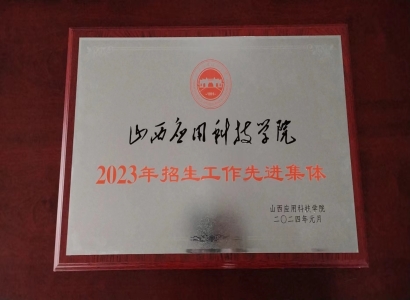 山西应用科技学院
2023年招生工作先进集体
山西应用科技学院
二〇二四年元月